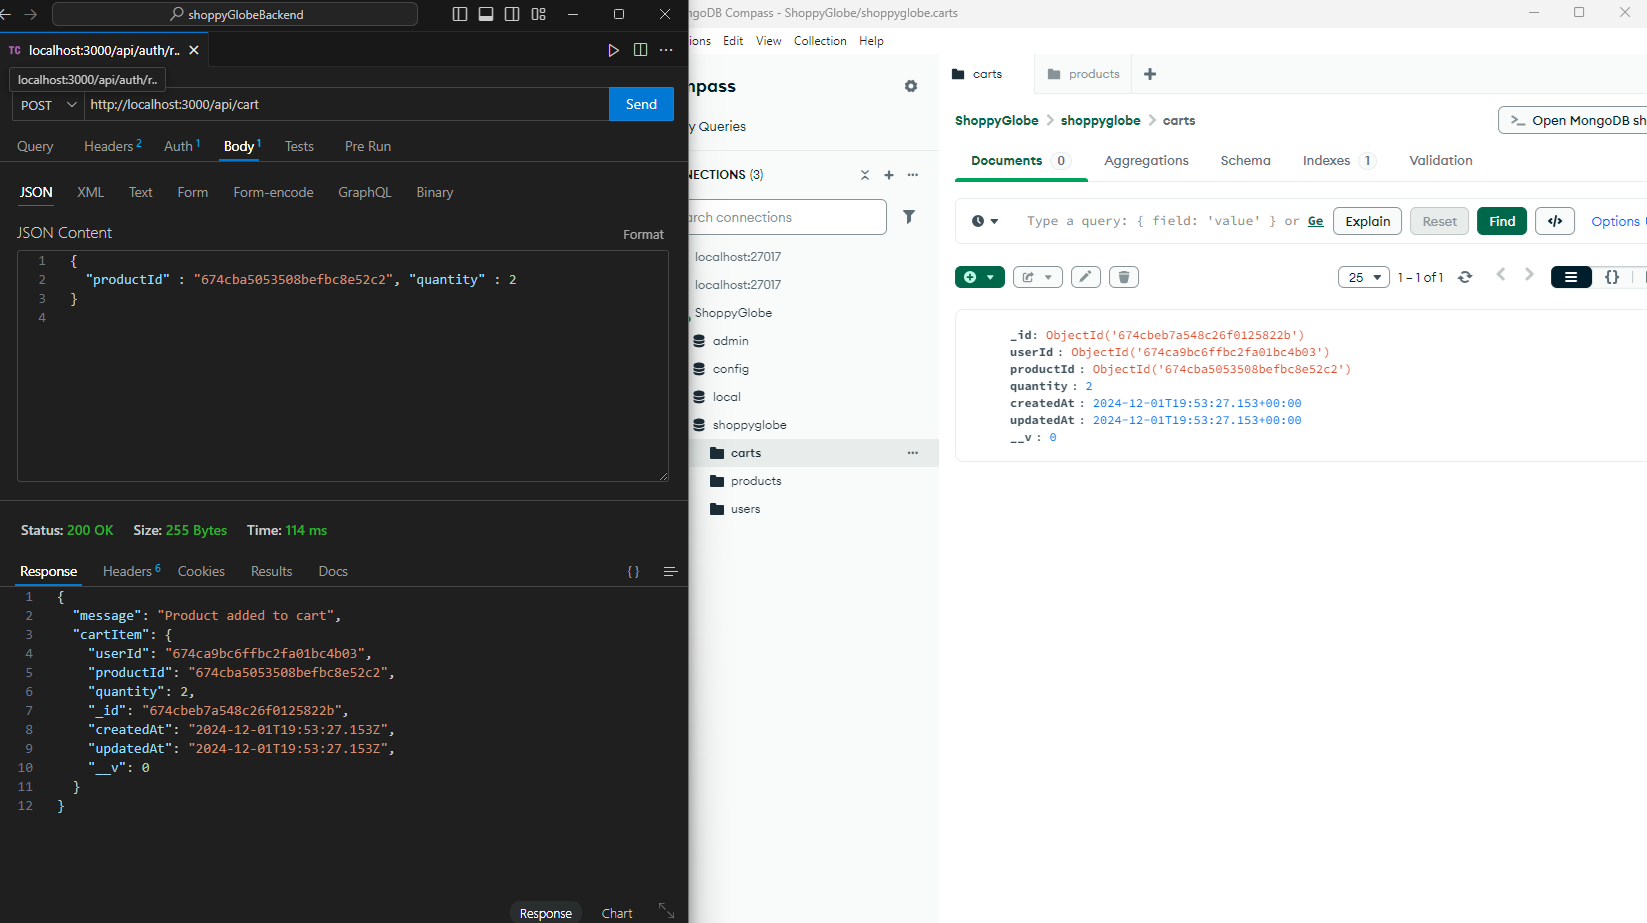 shoppyGlobeBackend
TC localhost:3000/api/auth/r..
localhost:3000/api/auth/r..
POST http://localhost:3000/api/cart Send
Query Headers 2 Auth 1 Body 1 Tests Pre Run
JSON XML Text Form Form-encode GraphQL Binary
JSON Content
Format
1 {
2 "productId" : "674cba5053508befbc8e52c2", "quantity" : 2
3 }
4
Status: 200 OK Size: 255 Bytes Time: 114 ms
Response Headers 6 Cookies Results Docs { }
1 {
2 "message": "Product added to cart",
3 "cartItem": {
4 "userId": "674ca9bc6ffbc2fa01bc4b03",
5 "productId": "674cba5053508befbc8e52c2",
6 "quantity": 2,
7 "_id": "674cbeb7a548c26f0125822b",
8 "createdAt": "2024-12-01T19:53:27.153Z",
9 "updatedAt": "2024-12-01T19:53:27.153Z",
10 "__v": 0
11 }
12 }
Response Chart
ngoDB Compass - ShoppyGlobe/shoppyglobe.carts
ions Edit View Collection Help
mpass
y Queries
NECTIONS (3)
arch connections
localhost:27017
localhost:27017
ShoppyGlobe
admin
config
local
shoppyglobe
carts
products
users
carts products
ShoppyGlobe > shoppyglobe > carts
>_ Open MongoDB sh
Documents 0 Aggregations Schema Indexes 1 Validation
Type a query: { field: 'value' } or Ge Explain Reset Find </> Options
25 1 – 1 of 1 {}
_id: ObjectId('674cbeb7a548c26f0125822b')
userId : ObjectId('674ca9bc6ffbc2fa01bc4b03')
productId : ObjectId('674cba5053508befbc8e52c2')
quantity : 2
createdAt : 2024-12-01T19:53:27.153+00:00
updatedAt : 2024-12-01T19:53:27.153+00:00
__v : 0